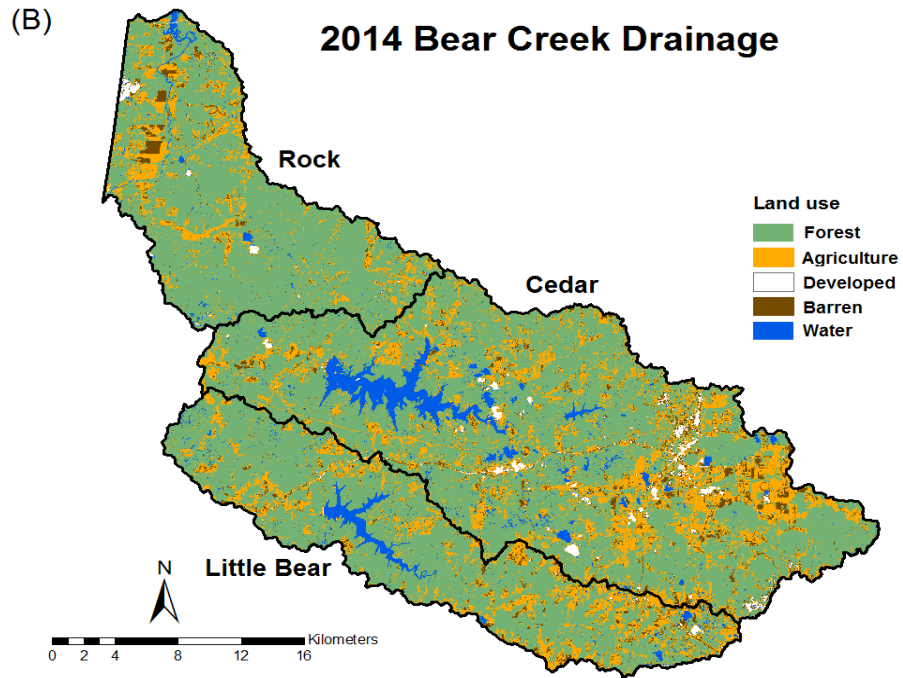 (B)
2014 Bear Creek Drainage
Rock
Land use
Forest
Agriculture
Developed
Barren
Water
Cedar
Little Bear
N
Kilometers
0 2 4 8 12 16